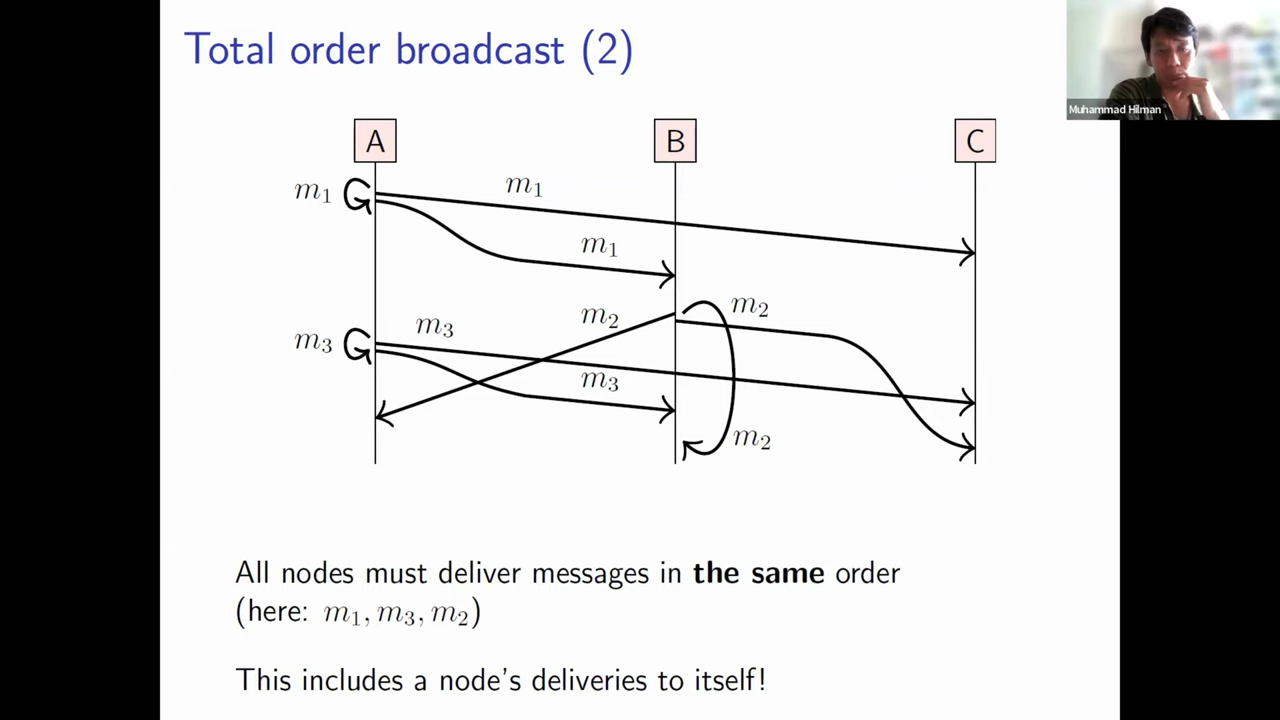 Total order broadcast (2)
Muhammad Hilman
A
B
C
m₁
m₁
m₁
m₂
m₂
m₃
m₃
m₃
m₂
All nodes must deliver messages in the same order
(here: m₁, m₃, m₂)
This includes a node's deliveries to itself!